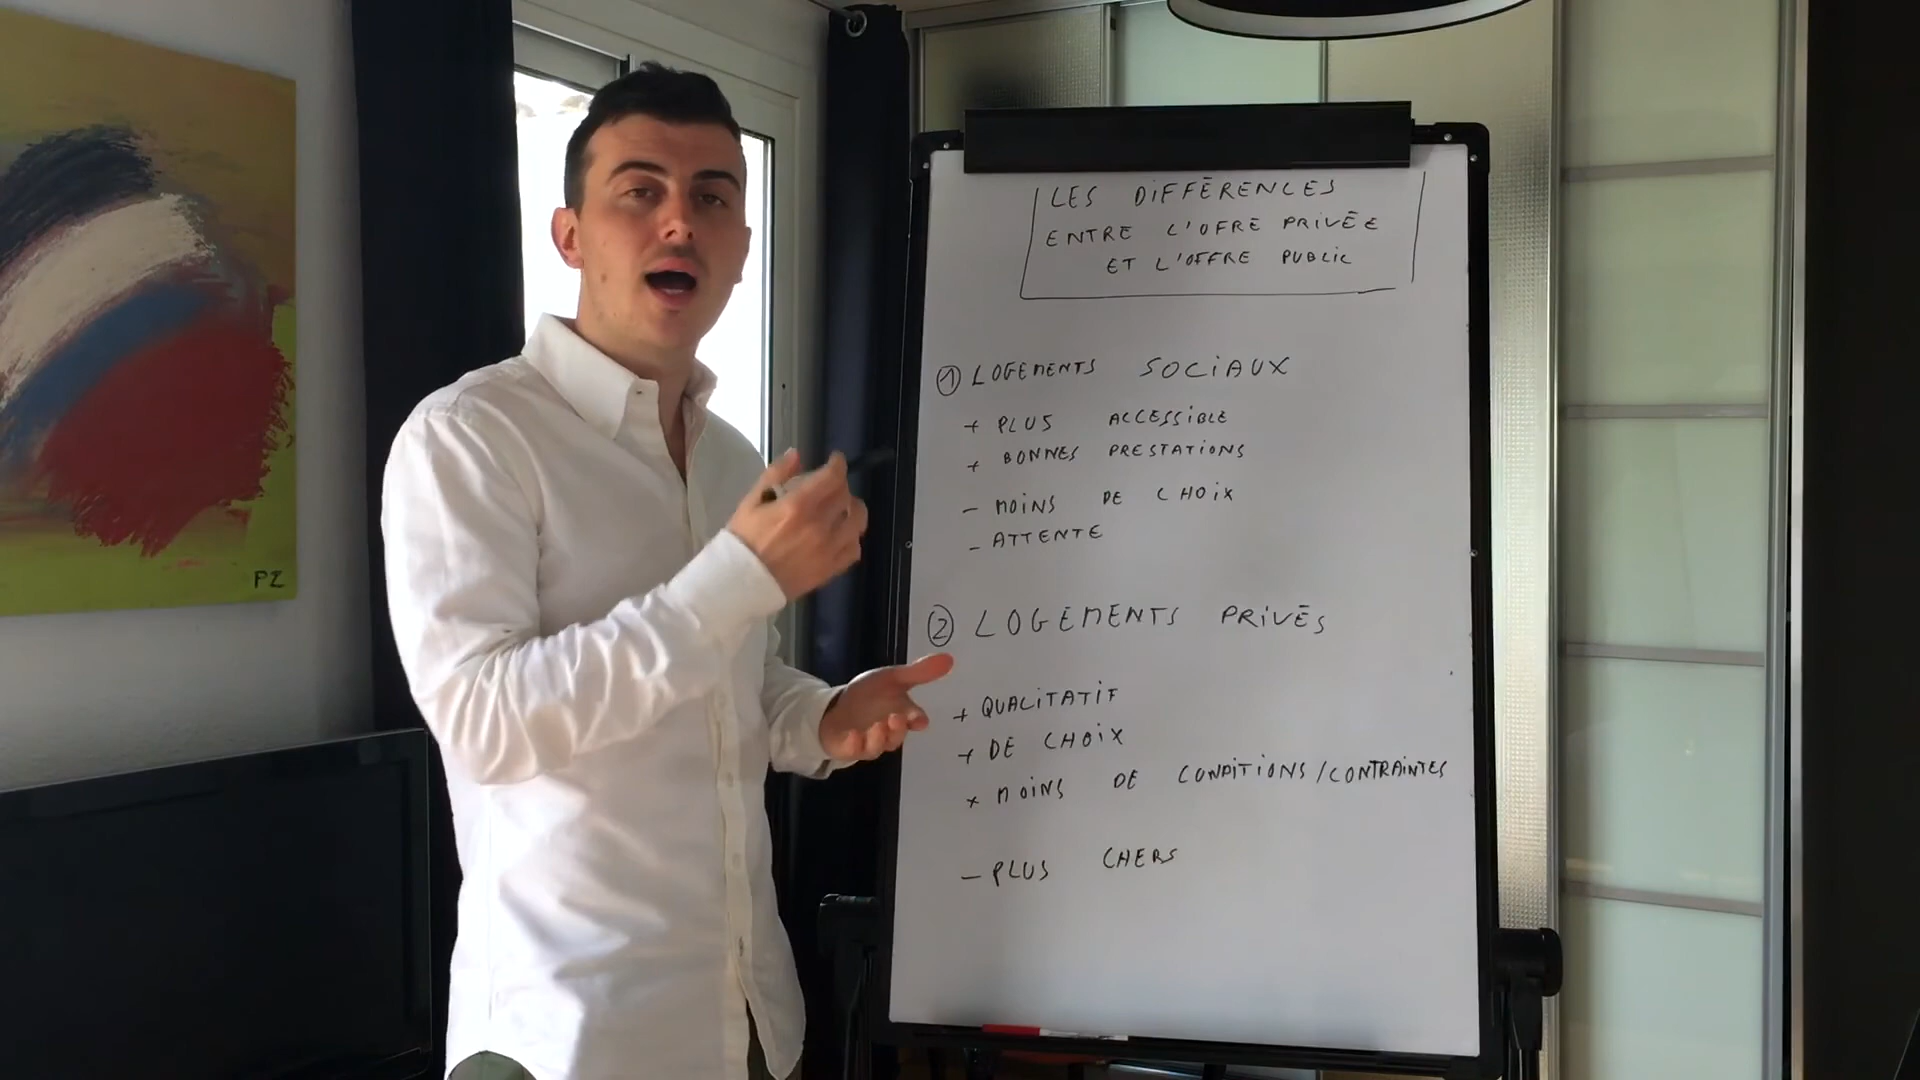 PZ
LES DiFFÉRENCES
ENTRE L'OFRE PRiVÉE
ET L'OFFRE PUBLiC
① LOGEMENTS SOCiAUX
+ PLUS ACCESSiBLE
+ BONNES PRESTATiONS
- MOiNS DE CHOiX
- ATTENTE
② LOGEMENTS PRiVÉS
+ QUALiTATiF
+ DE CHOiX
+ MOiNS DE CONDiTiONS/CONTRAiNTES
- PLUS CHERS